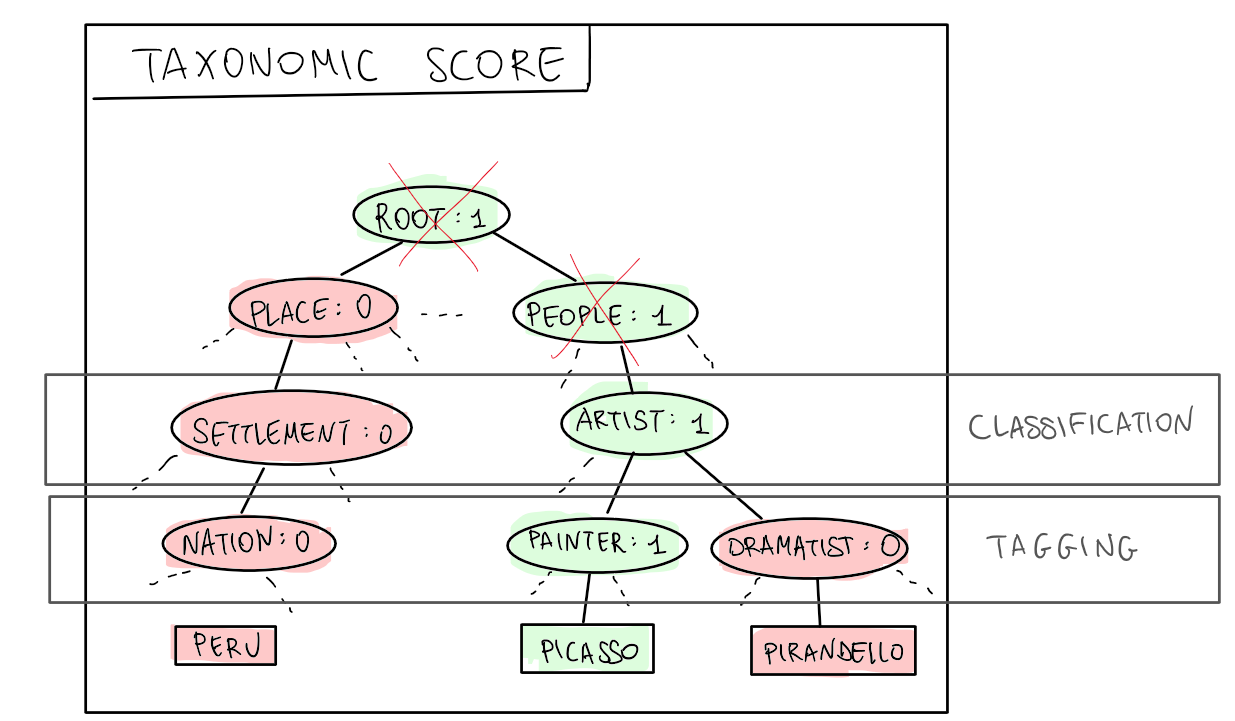 TAXONOMIC SCORE
ROOT: 1
PLACE: 0
PEOPLE: 1
SETTLEMENT: 0
ARTIST: 1
CLASSIFICATION
NATION: 0
PAINTER: 1
DRAMATIST: 0
TAGGING
PERU
PICASSO
PIRANDELLO